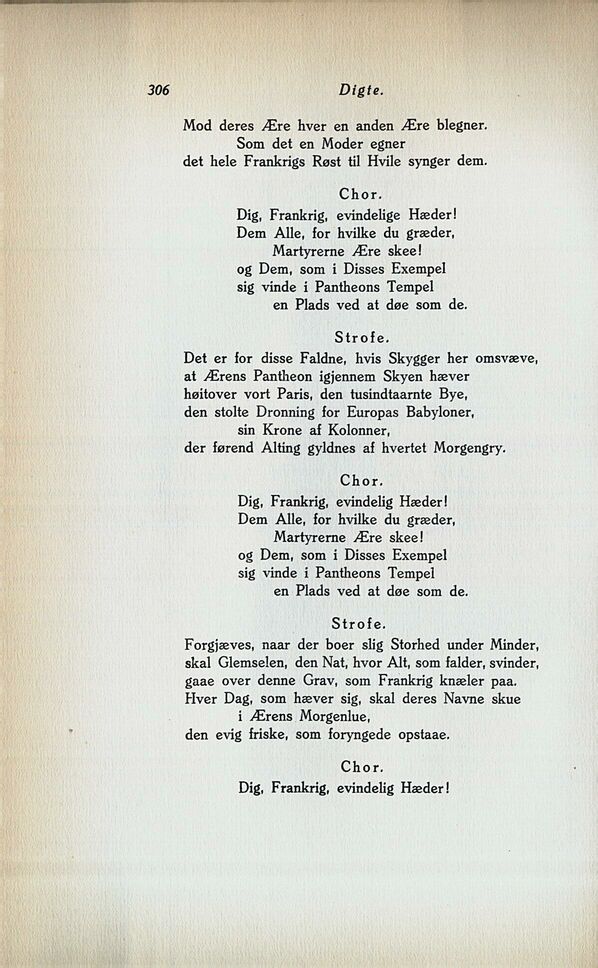 306 Digte.
Mod deres Ære hver en anden Ære blegner.
Som det en Moder egner
det hele Frankrigs Røst til Hvile synger dem.
Chor.
Dig, Frankrig, evindelige Hæder!
Dem Alle, for hvilke du græder,
Martyrerne Ære skee!
og Dem, som i Disses Exempel
sig vinde i Pantheons Tempel
en Plads ved at døe som de.
Strofe.
Det er for disse Faldne, hvis Skygger her omsvæve,
at Ærens Pantheon igjennem Skyen hæver
høitover vort Paris, den tusindtaarnte Bye,
den stolte Dronning for Europas Babyloner,
sin Krone af Kolonner,
der førend Alting gyldnes af hvertet Morgengry.
Chor.
Dig, Frankrig, evindelig Hæder!
Dem Alle, for hvilke du græder,
Martyrerne Ære skee!
og Dem, som i Disses Exempel
sig vinde i Pantheons Tempel
en Plads ved at døe som de.
Strofe.
Forgjæves, naar der boer slig Storhed under Minder,
skal Glemselen, den Nat, hvor Alt, som falder, svinder,
gaae over denne Grav, som Frankrig knæler paa.
Hver Dag, som hæver sig, skal deres Navne skue
i Ærens Morgenlue,
den evig friske, som foryngede opstaae.
Chor.
Dig, Frankrig, evindelig Hæder!